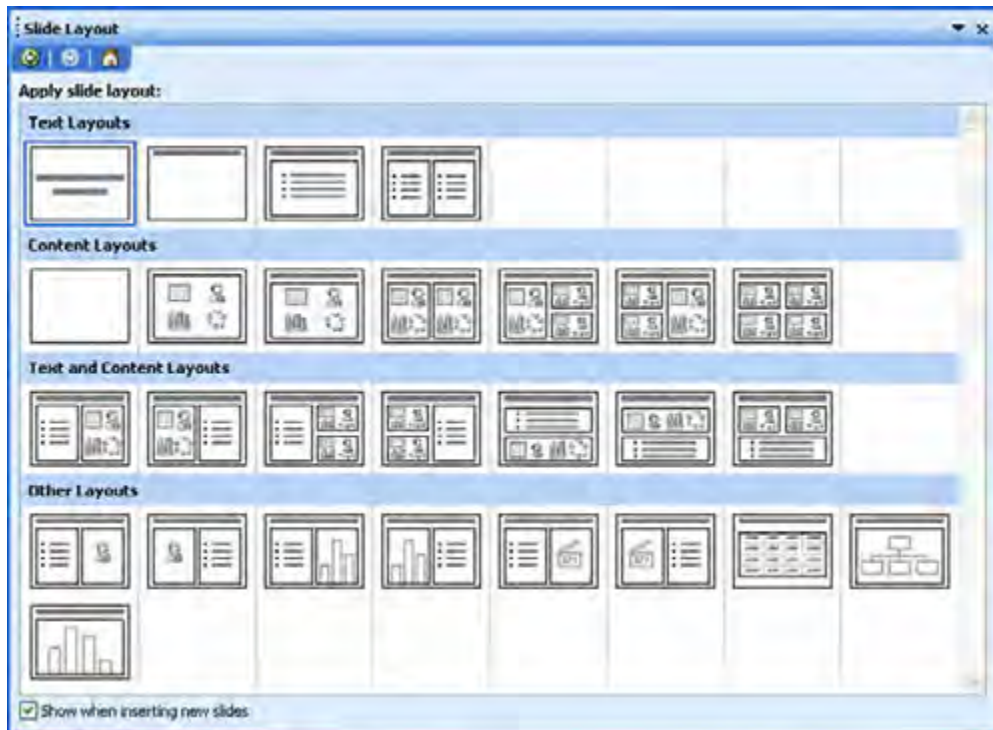 Slide Layout
Apply slide layout:
Text Layouts
Content Layouts
Text and Content Layouts
Other Layouts
Show when inserting new slides